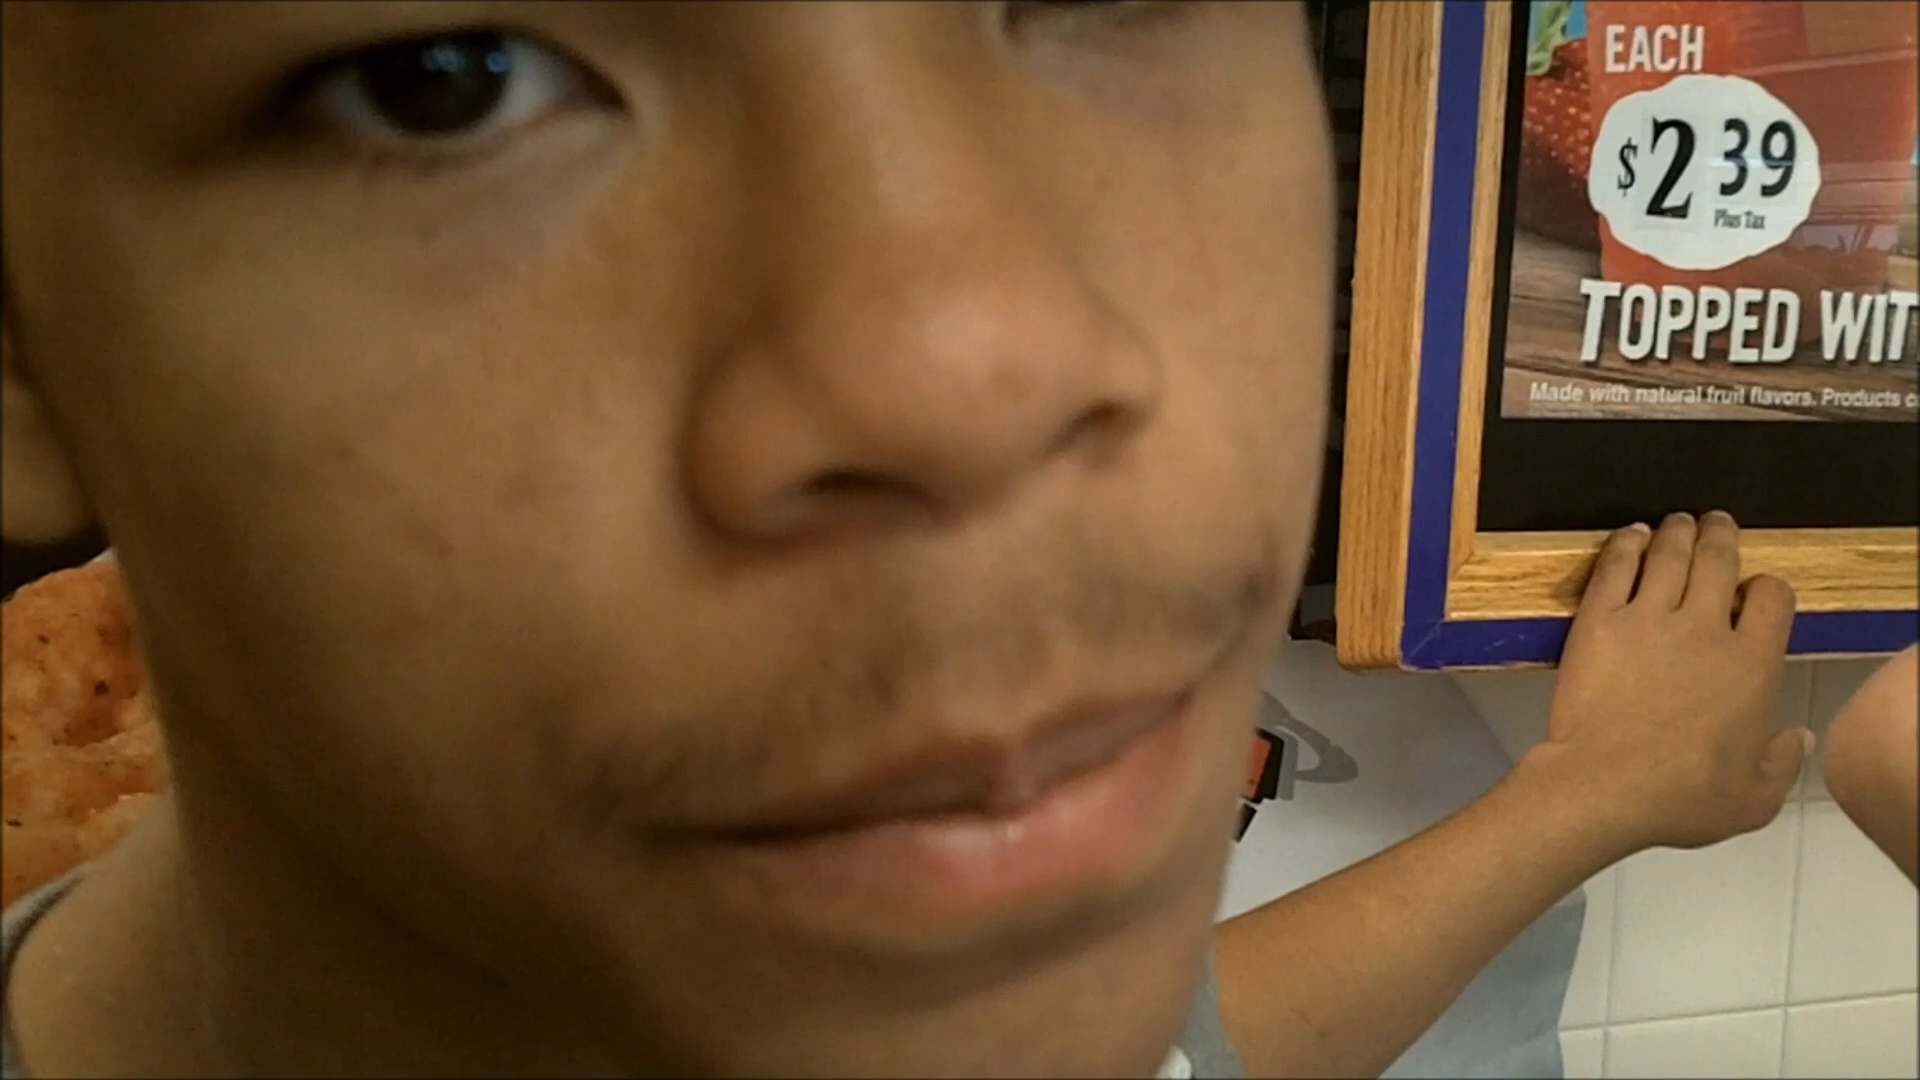 EACH
$2 39
Plus Tax
TOPPED WIT
Made with natural fruit flavors. Products